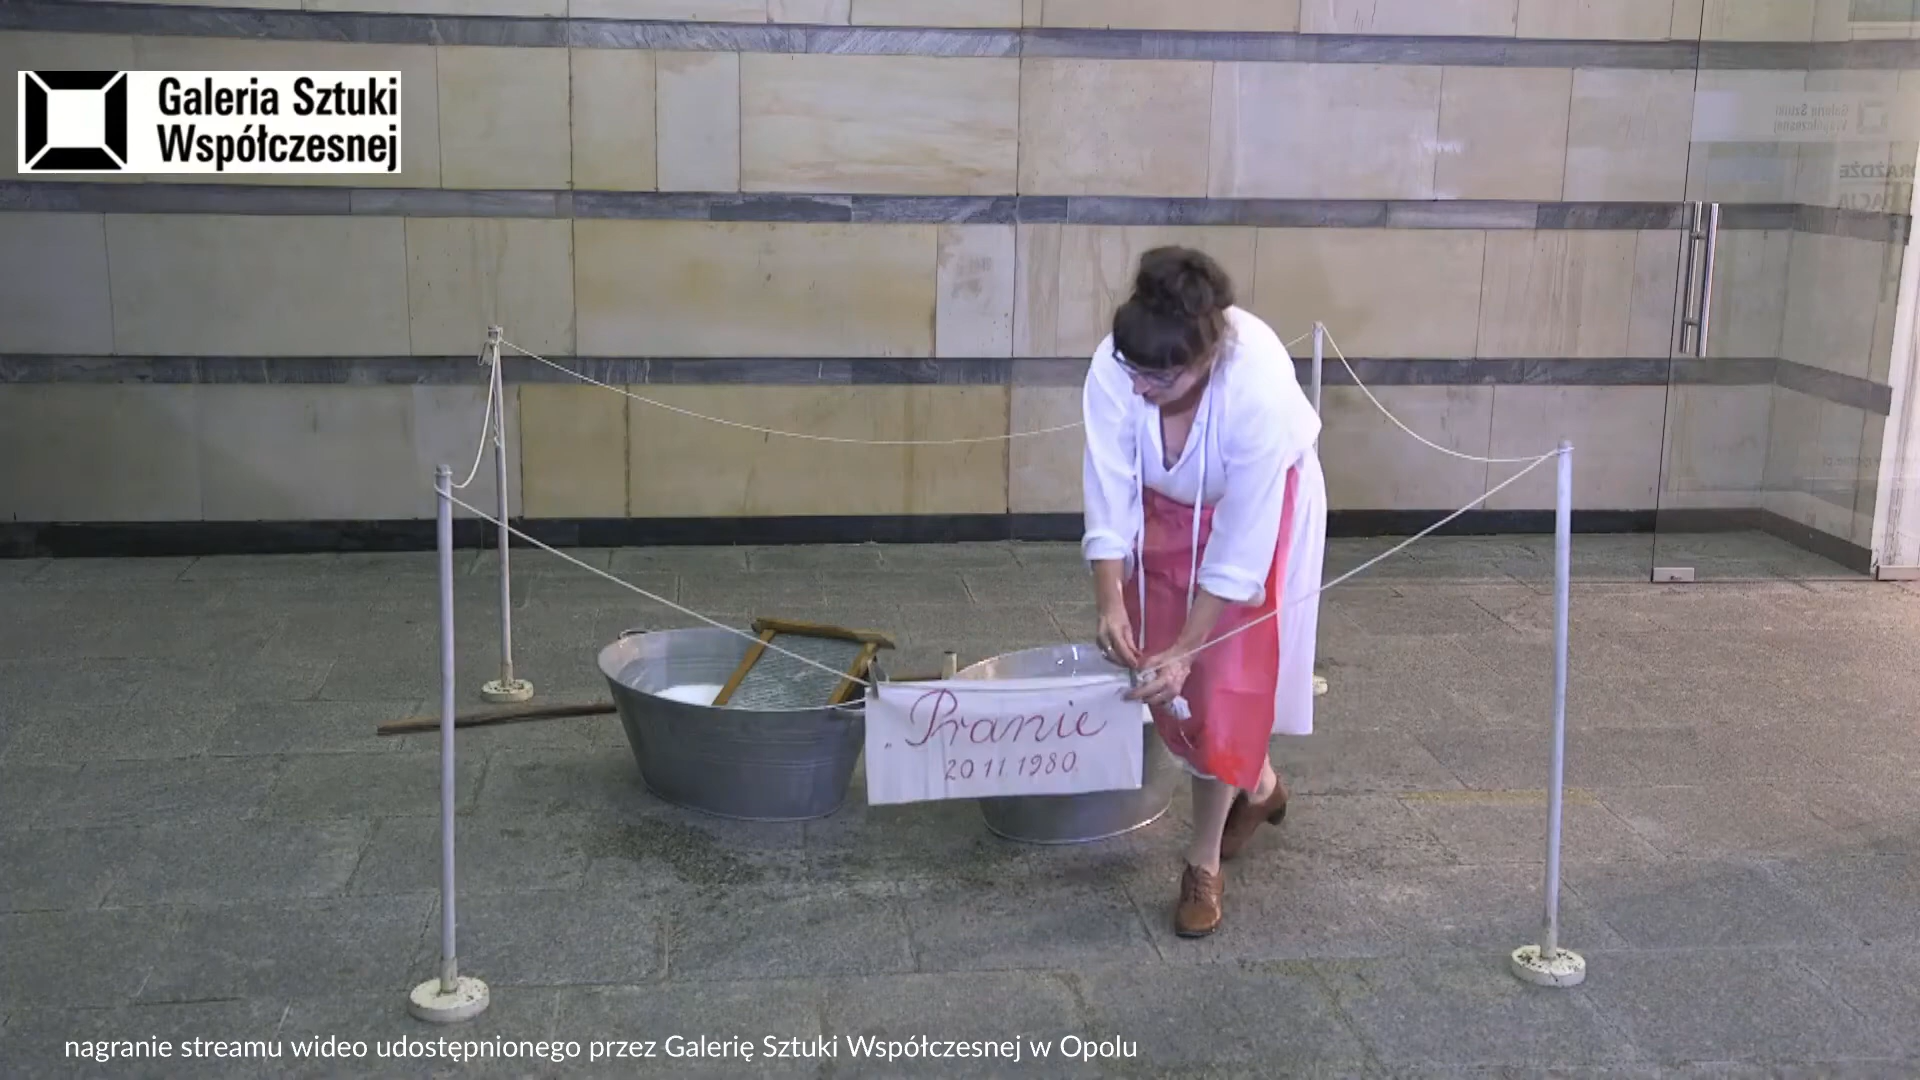 Galeria Sztuki
Współczesnej
„Pranie
20 11 1980
nagranie streamu wideo udostępnionego przez Galerię Sztuki Współczesnej w Opolu